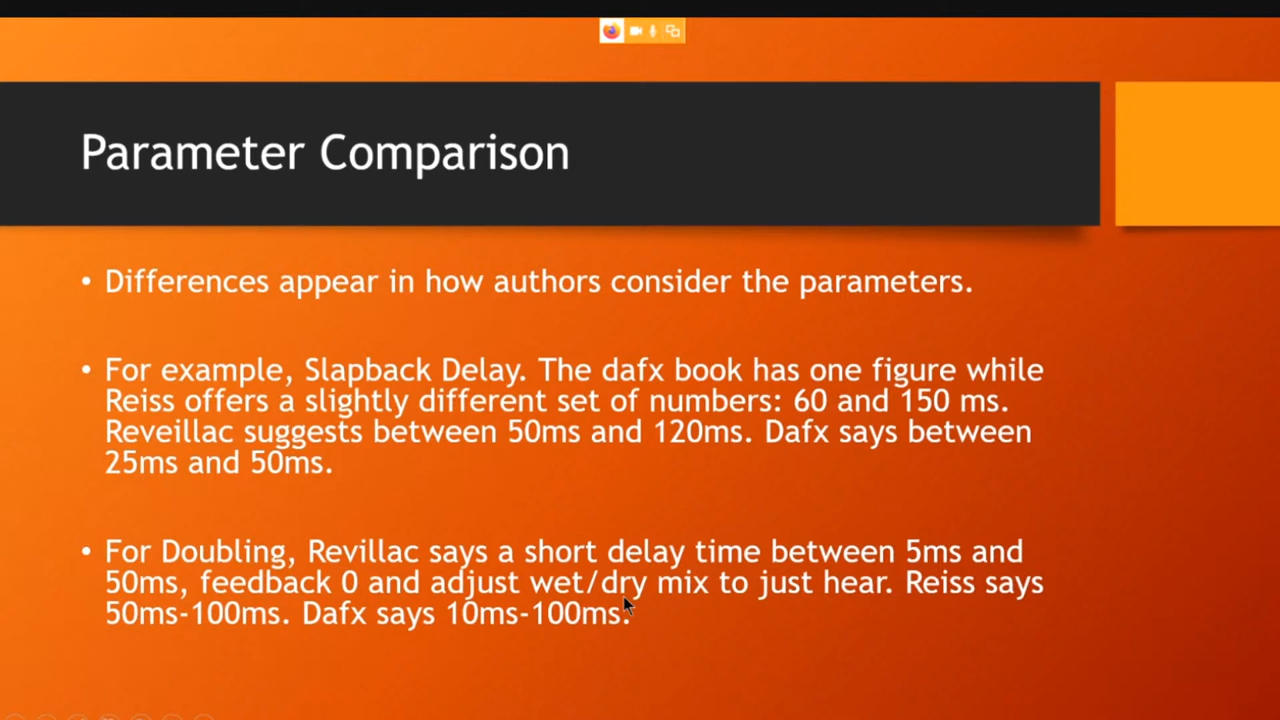 Parameter Comparison
• Differences appear in how authors consider the parameters.
• For example, Slapback Delay. The dafx book has one figure while
Reiss offers a slightly different set of numbers: 60 and 150 ms.
Reveillac suggests between 50ms and 120ms. Dafx says between
25ms and 50ms.
• For Doubling, Revillac says a short delay time between 5ms and
50ms, feedback 0 and adjust wet/dry mix to just hear. Reiss says
50ms-100ms. Dafx says 10ms-100ms.